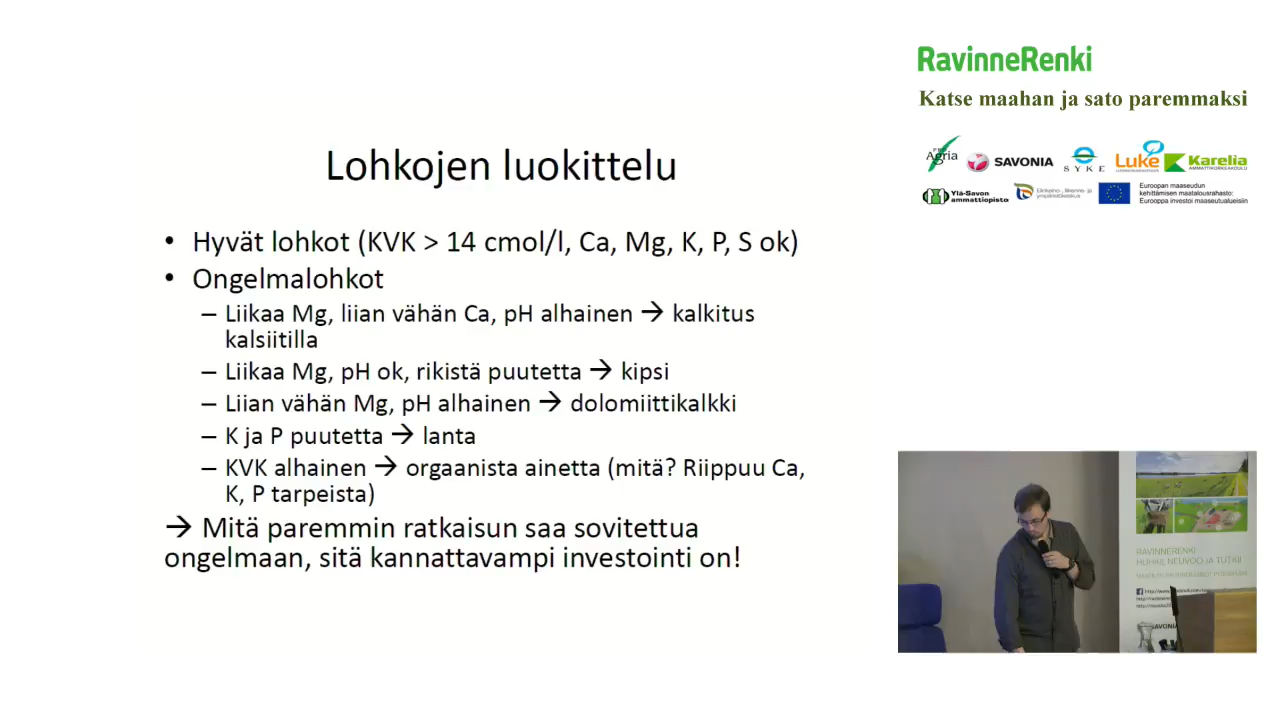 RavinneRenki
Katse maahan ja sato paremmaksi
Agria
SAVONIA
SYKE
Luke
Karelia
AMMATTIKORKEAKOULU
Ylä-Savon
ammattiopisto
Euroopan maaseudun
kehittämisen maatalousrahasto:
Eurooppa investoi maaseutualueisiin
Lohkojen luokittelu
• Hyvät lohkot (KVK > 14 cmol/l, Ca, Mg, K, P, S ok)
• Ongelmalohkot
– Liikaa Mg, liian vähän Ca, pH alhainen → kalkitus
kalsiitilla
– Liikaa Mg, pH ok, rikistä puutetta → kipsi
– Liian vähän Mg, pH alhainen → dolomiittikalkki
– K ja P puutetta → lanta
– KVK alhainen → orgaanista ainetta (mitä? Riippuu Ca,
K, P tarpeista)
→ Mitä paremmin ratkaisun saa sovitettua
ongelmaan, sitä kannattavampi investointi on!
RAVINNERENKI